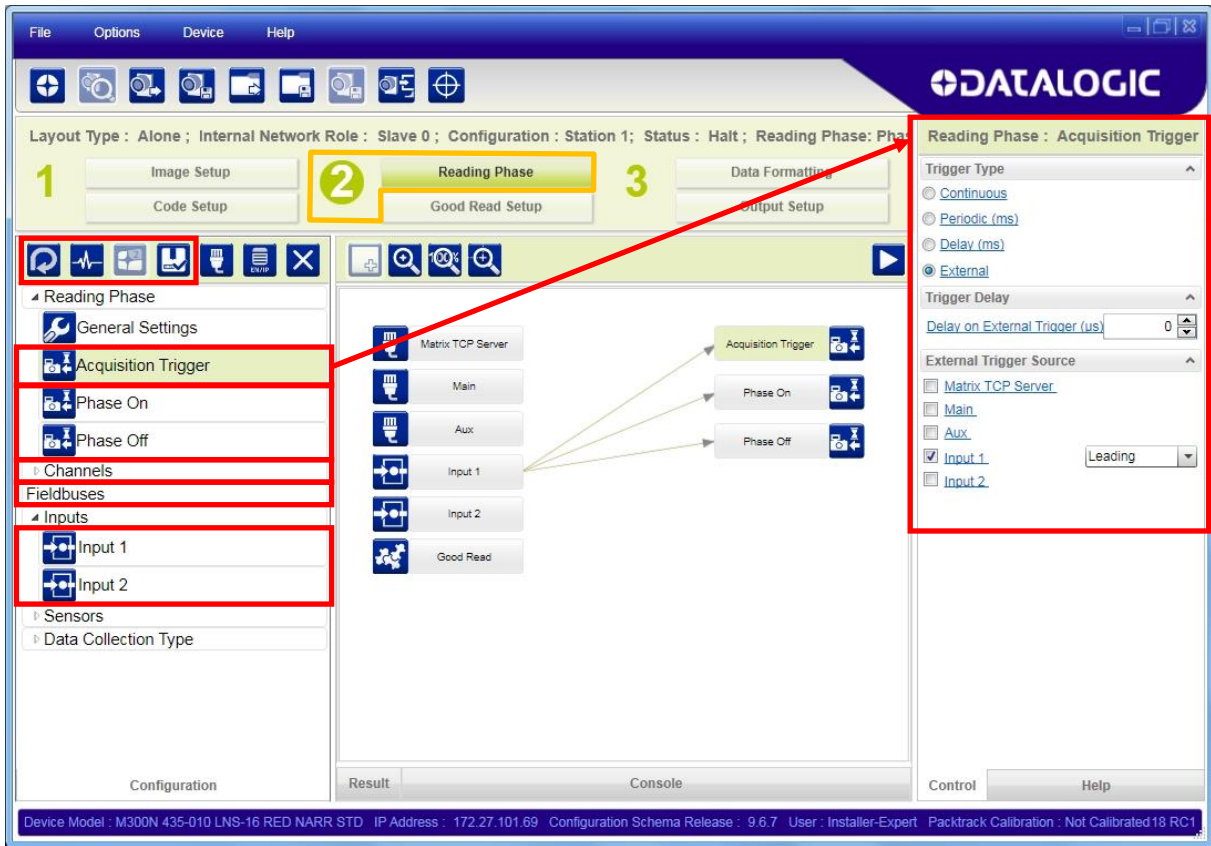 File Options Device Help
DATALOGIC
Layout Type : Alone ; Internal Network Role : Slave 0 ; Configuration : Station 1; Status : Halt ; Reading Phase: Phas
1
Image Setup
Code Setup
2
Reading Phase
Good Read Setup
3
Data Formatting
Output Setup
EN/IP
Reading Phase
General Settings
Acquisition Trigger
Phase On
Phase Off
Channels
Fieldbuses
Inputs
Input 1
Input 2
Sensors
Data Collection Type
Configuration
100%
Matrix TCP Server
Main
Aux
Input 1
Input 2
Good Read
Acquisition Trigger
Phase On
Phase Off
Result Console
Reading Phase : Acquisition Trigger
Trigger Type
Continuous
Periodic (ms)
Delay (ms)
External
Trigger Delay
Delay on External Trigger (us) 0
External Trigger Source
Matrix TCP Server
Main
Aux
Input 1 Leading
Input 2
Control Help
Device Model : M300N 435-010 LNS-16 RED NARR STD IP Address : 172.27.101.69 Configuration Schema Release : 9.6.7 User : Installer-Expert Packtrack Calibration : Not Calibrated 18 RC1